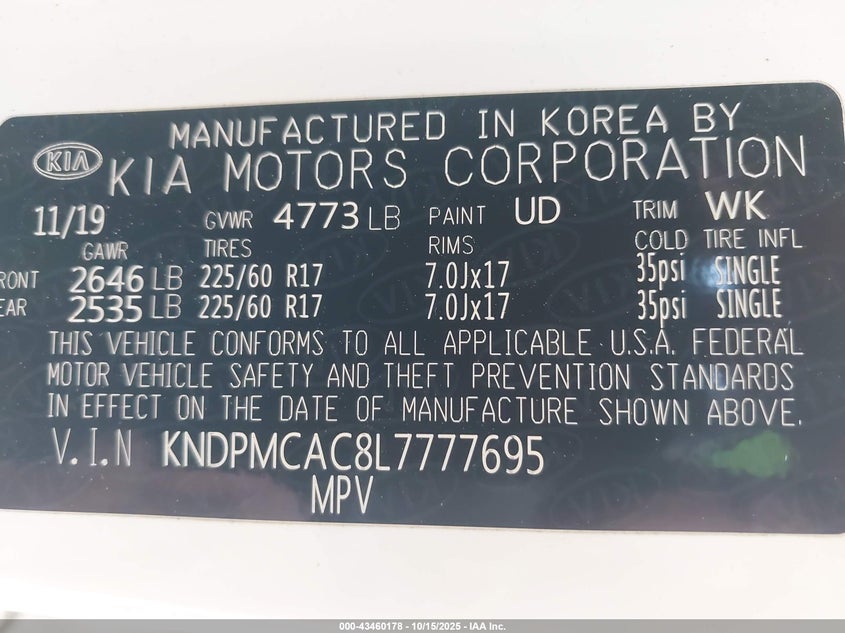 MANUFACTURED IN KOREA BY
KIA KIA MOTORS CORPORATION
11/19 GVWR 4773 LB PAINT UD TRIM WK
GAWR TIRES RIMS COLD TIRE INFL
RONT 2646 LB 225/60 R17 7.0Jx17 35psi SINGLE
EAR 2535 LB 225/60 R17 7.0Jx17 35psi SINGLE
THIS VEHICLE CONFORMS TO ALL APPLICABLE U.S.A. FEDERAL
MOTOR VEHICLE SAFETY AND THEFT PREVENTION STANDARDS
IN EFFECT ON THE DATE OF MANUFACTURE SHOWN ABOVE.
V.I.N KNDPMCAC8L7777695
MPV
000-43460178 - 10/15/2025 - IAA Inc.